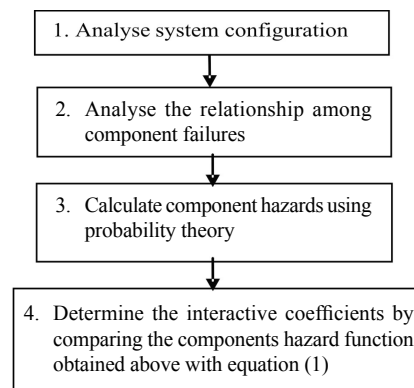 1. Analyse system configuration
2. Analyse the relationship among
component failures
3. Calculate component hazards using
probability theory
4. Determine the interactive coefficients by
comparing the components hazard function
obtained above with equation (1)